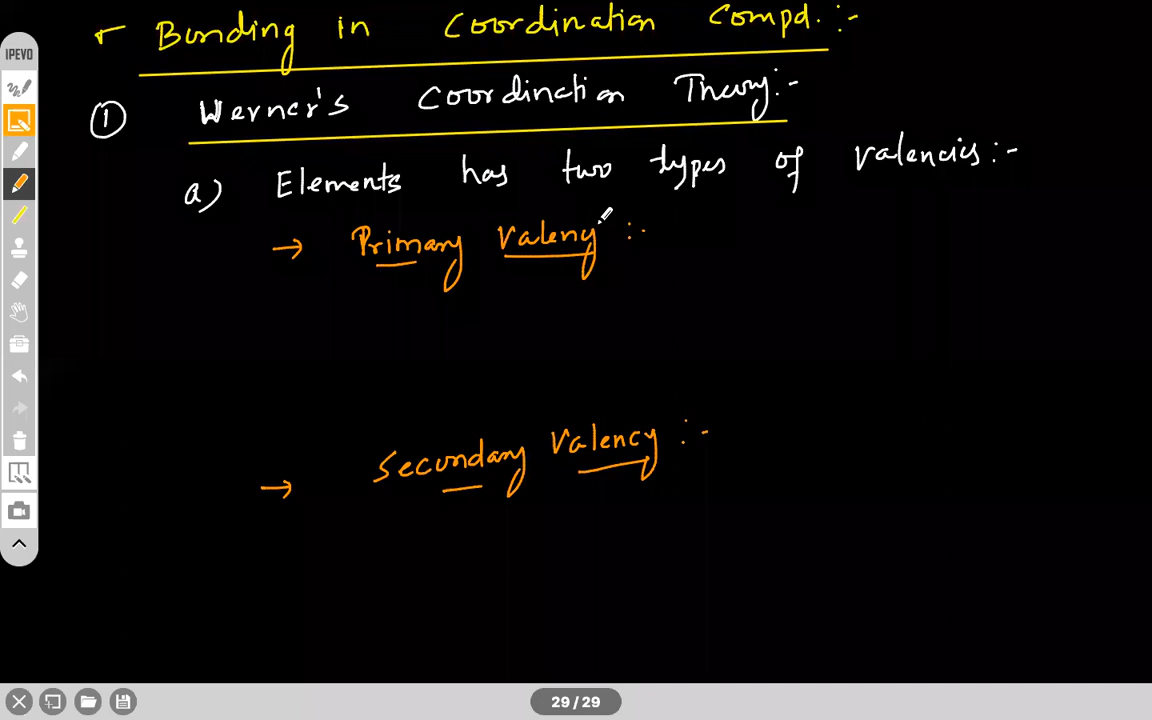 IPEVO
Bonding in Coordination Compd. :-
① Werner's Coordination Theory:-
a) Elements has two types of valencies:-
→ Primary Valeny :-
→ Secondary Valency :-
29 / 29